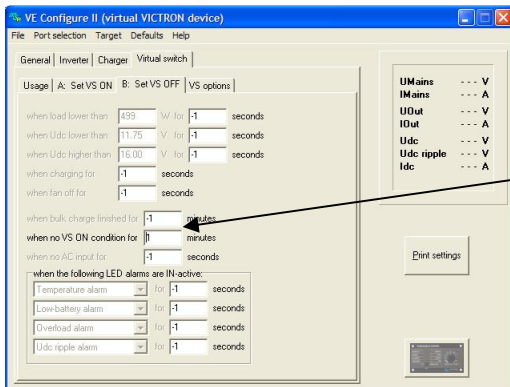 VE Configure II (virtual VICTRON device)
File Port selection Target Defaults Help
General Inverter Charger Virtual switch
Usage A: Set VS ON B: Set VS OFF VS options
when load lower than 499 W for -1 seconds
when Udc lower than 11.75 V for -1 seconds
when Udc higher than 16.00 V for -1 seconds
when charging for -1 seconds
when fan off for -1 seconds
when bulk charge finished for -1 minutes
when no VS ON condition for 1 minutes
when no AC input for -1 seconds
when the following LED alarms are IN-active:
Temperature alarm for -1 seconds
Low-battery alarm for -1 seconds
Overload alarm for -1 seconds
Udc ripple alarm for -1 seconds
UMains --- V
IMains --- A
UOut --- V
IOut --- A
Udc --- V
Udc ripple --- V
Idc --- A
Print settings